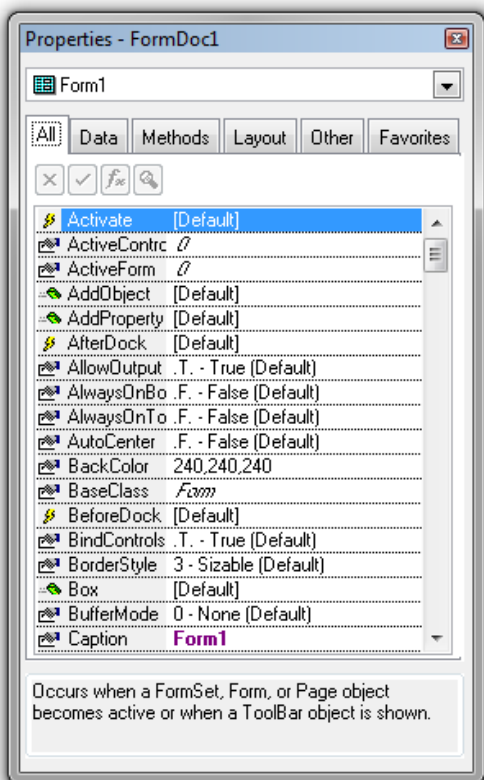 Properties - FormDoc1
Form1
All Data Methods Layout Other Favorites
Activate [Default]
ActiveContrc ()
ActiveForm ()
AddObject [Default]
AddProperty [Default]
AfterDock [Default]
AllowOutput .T. - True (Default)
AlwaysOnBo .F. - False (Default)
AlwaysOnTo .F. - False (Default)
AutoCenter .F. - False (Default)
BackColor 240,240,240
BaseClass Form
BeforeDock [Default]
BindControls .T. - True (Default)
BorderStyle 3 - Sizable (Default)
Box [Default]
BufferMode 0 - None (Default)
Caption Form1
Occurs when a FormSet, Form, or Page object
becomes active or when a ToolBar object is shown.